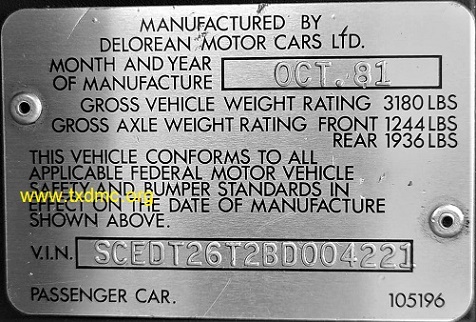 MANUFACTURED BY
DELOREAN MOTOR CARS LTD.
MONTH AND YEAR
OF MANUFACTURE OCT. 81
GROSS VEHICLE WEIGHT RATING 3180 LBS
GROSS AXLE WEIGHT RATING FRONT 1244 LBS
REAR 1936 LBS
THIS VEHICLE CONFORMS TO ALL
APPLICABLE FEDERAL MOTOR VEHICLE
www.txdmc.org
SAFETY AND BUMPER STANDARDS IN
EFFECT ON THE DATE OF MANUFACTURE
SHOWN ABOVE.
V.I.N. SCEDT26T2BD004221
PASSENGER CAR. 105196